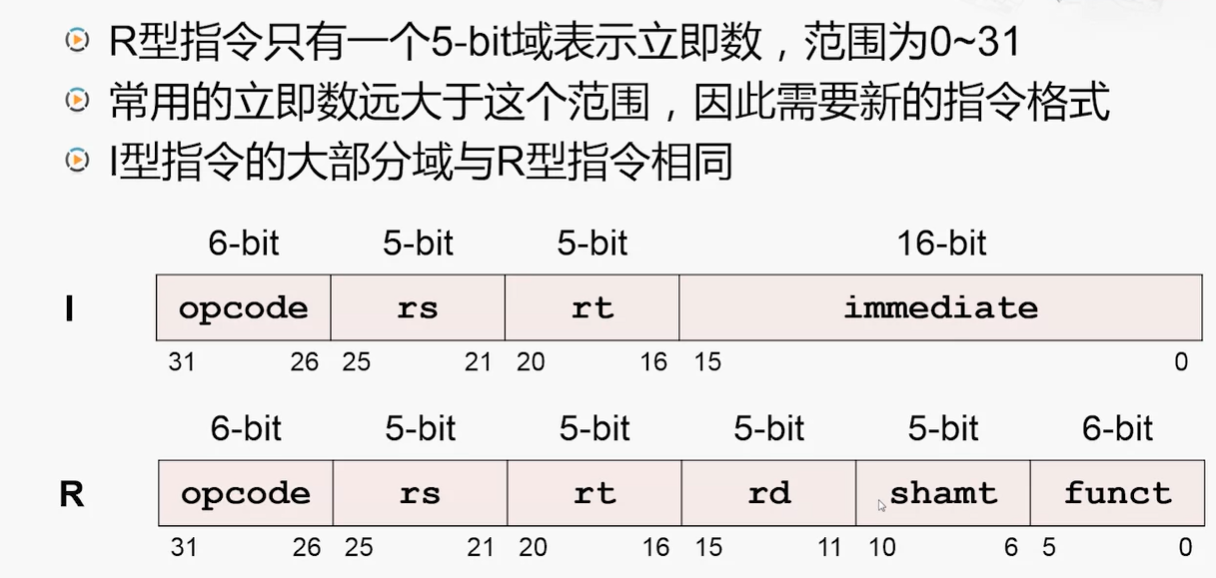 R型指令只有一个5-bit域表示立即数，范围为0~31
常用的立即数远大于这个范围，因此需要新的指令格式
I型指令的大部分域与R型指令相同
6-bit 5-bit 5-bit 16-bit
I opcode rs rt immediate
31 26 25 21 20 16 15 0
6-bit 5-bit 5-bit 5-bit 5-bit 6-bit
R opcode rs rt rd shamt funct
31 26 25 21 20 16 15 11 10 6 5 0